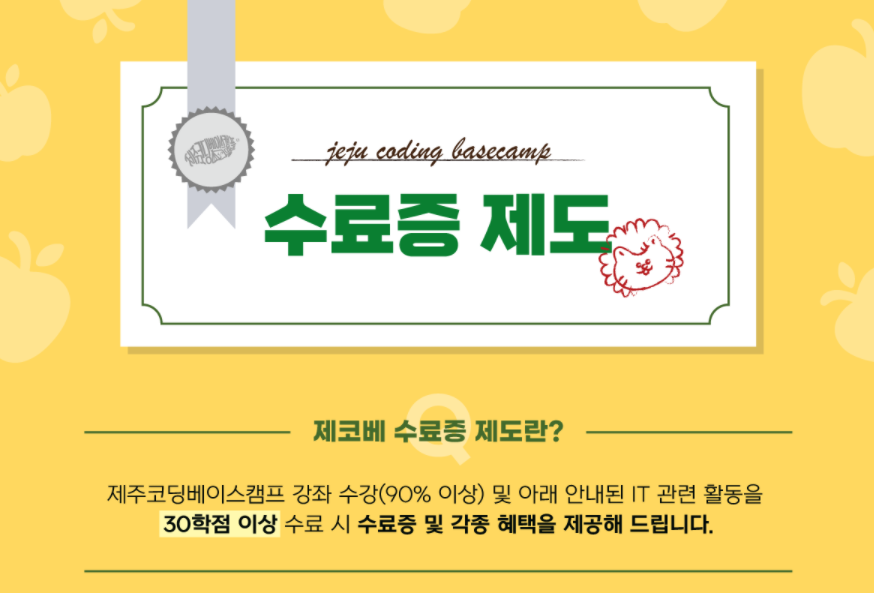 jeju coding basecamp
수료증 제도
Q
제코베 수료증 제도란?
제주코딩베이스캠프 강좌 수강(90% 이상) 및 아래 안내된 IT 관련 활동을
30학점 이상 수료 시 수료증 및 각종 혜택을 제공해 드립니다.